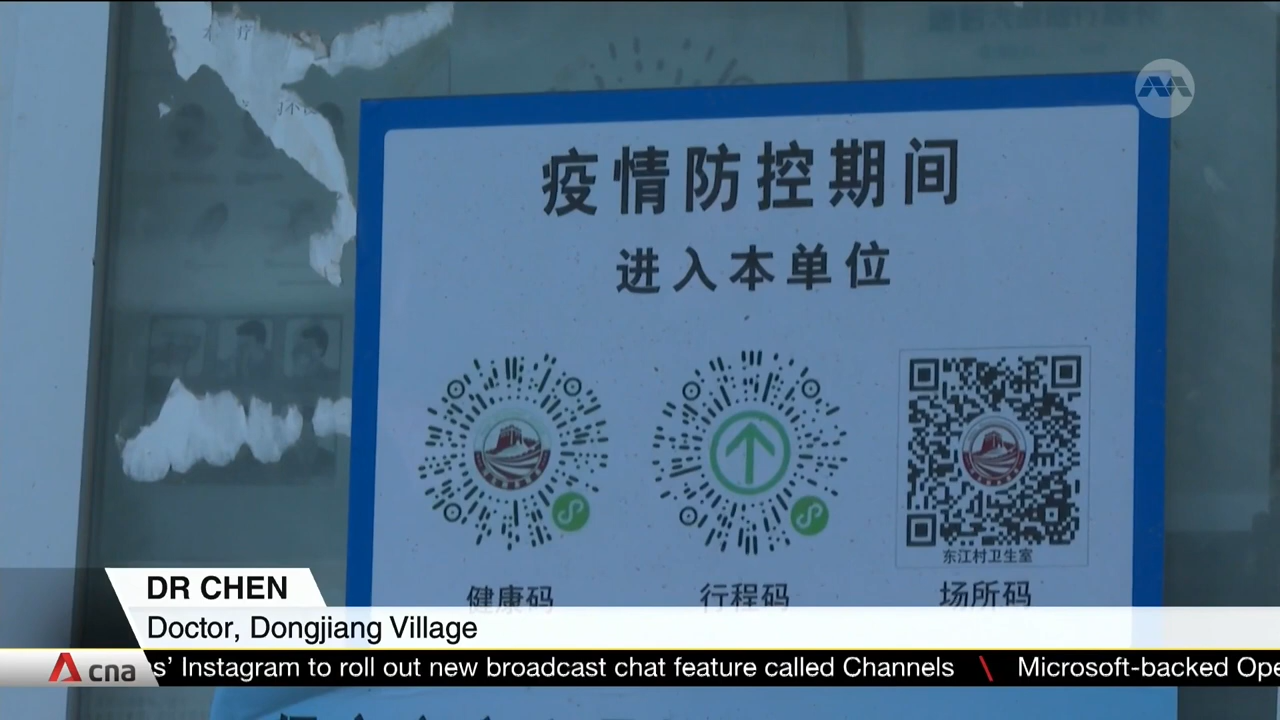 疫情防控期间
进入本单位
东江村卫生室
健康码
行程码
场所码
DR CHEN
Doctor, Dongjiang Village
cna
s' Instagram to roll out new broadcast chat feature called Channels \ Microsoft-backed Ope